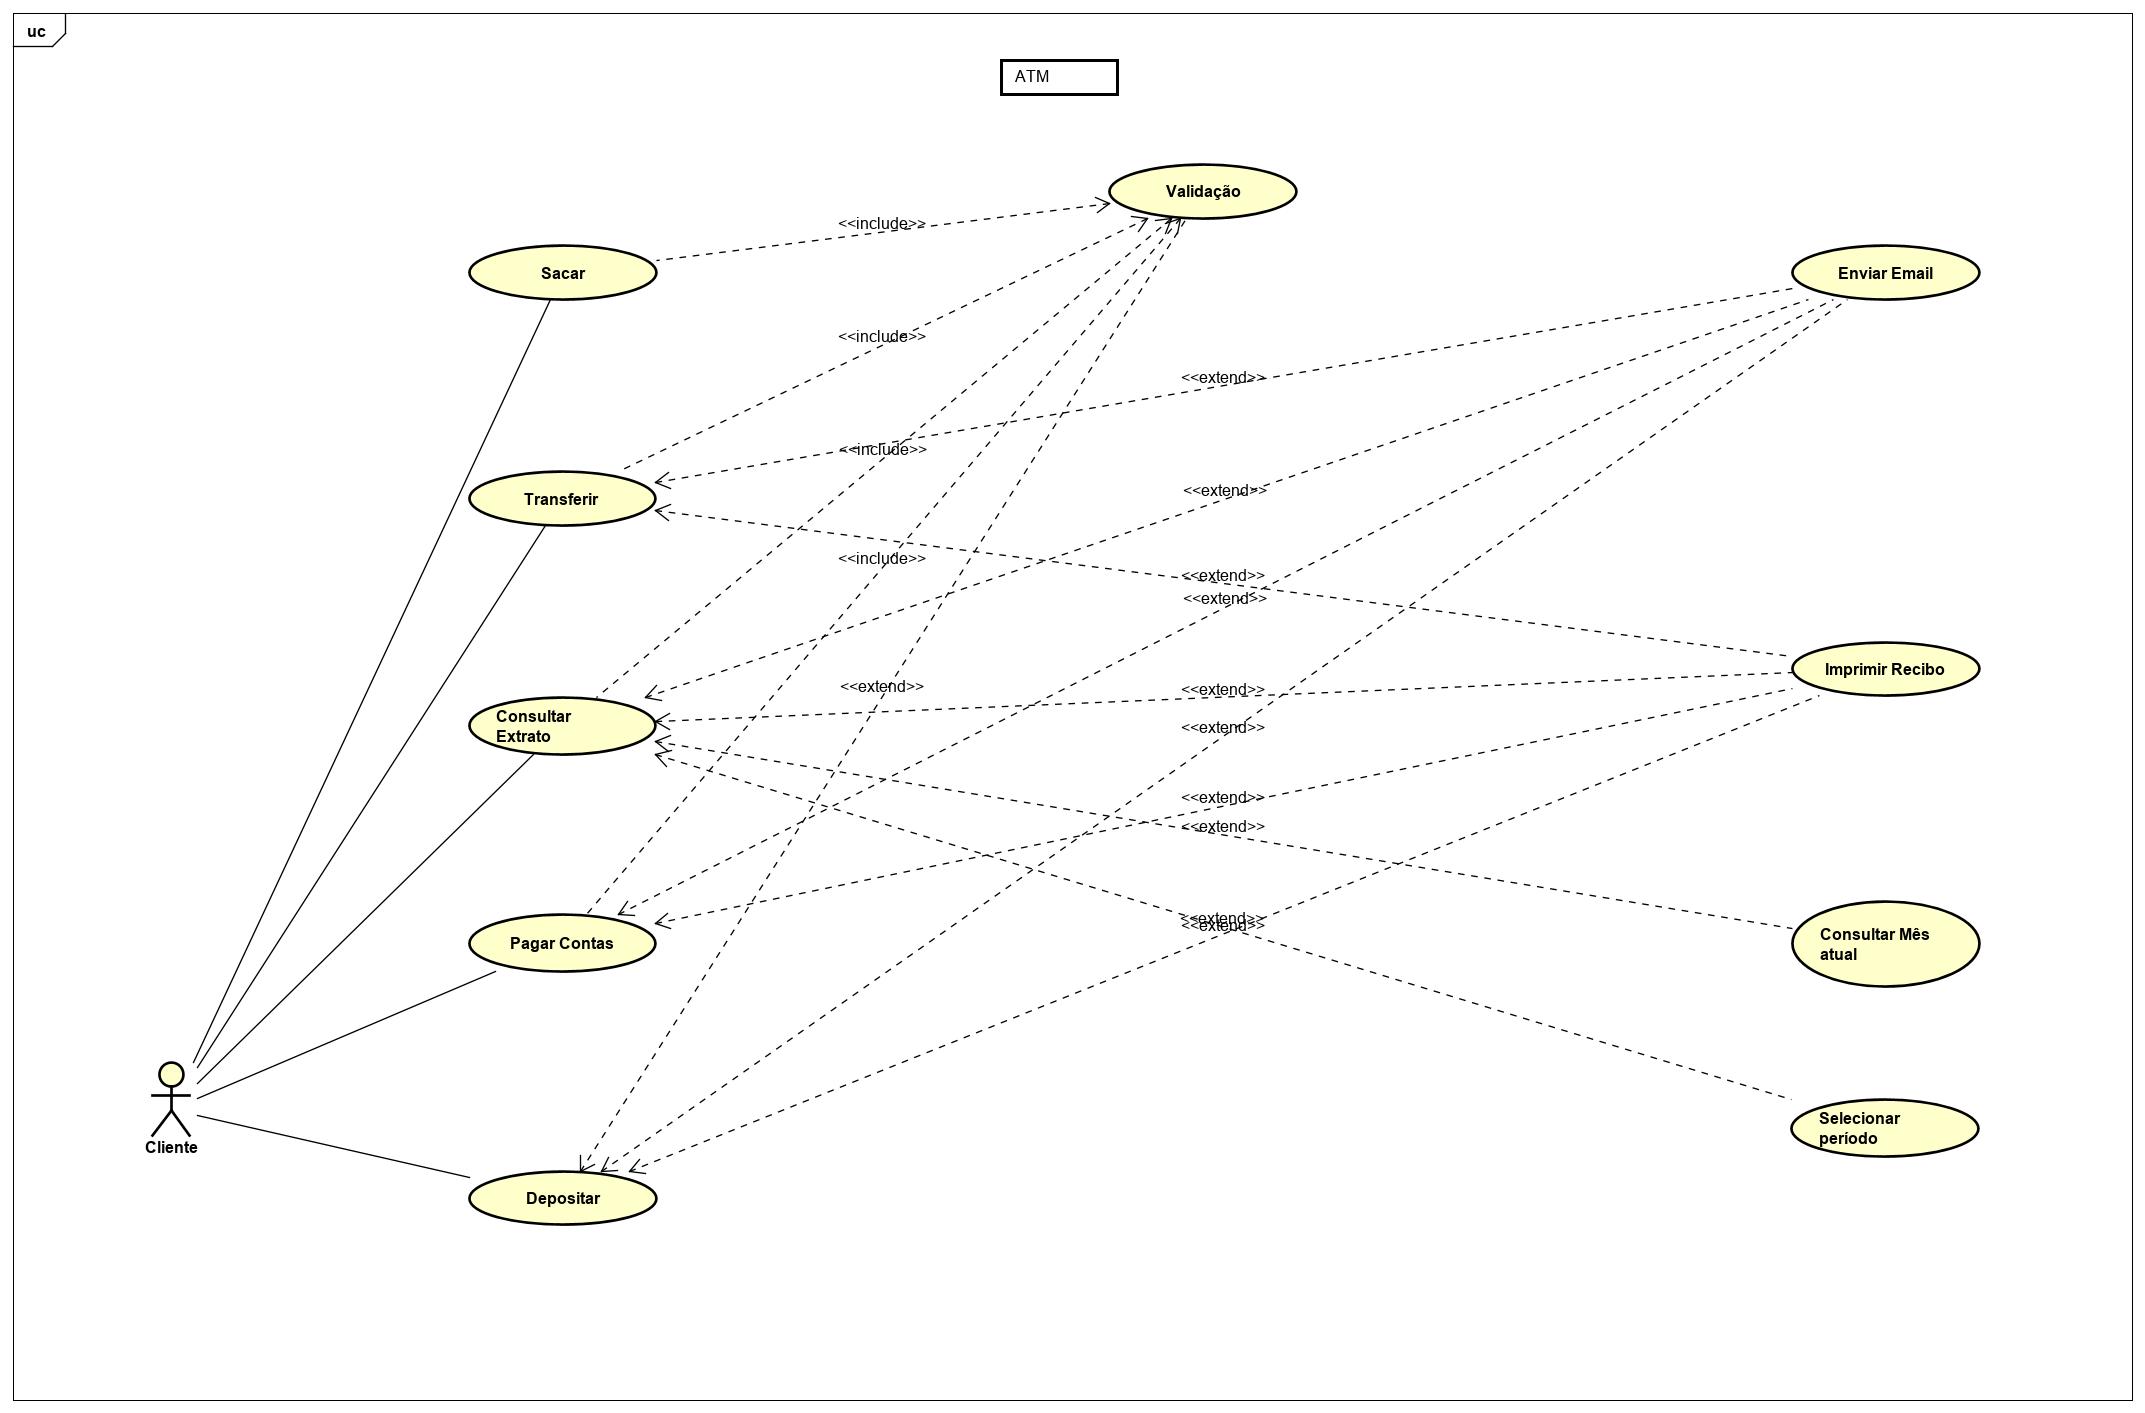 uc
ATM
Validação
<<include>>
Sacar
Enviar Email
<<include>>
<<extend>>
<<include>>
<<extend>>
Transferir
<<include>>
<<extend>>
<<extend>>
Imprimir Recibo
<<extend>>
<<extend>>
Consultar
Extrato
<<extend>>
<<extend>>
<<extend>>
<<extend>>
<<extend>>
Pagar Contas
Consultar Mês
atual
Selecionar
período
Cliente
Depositar